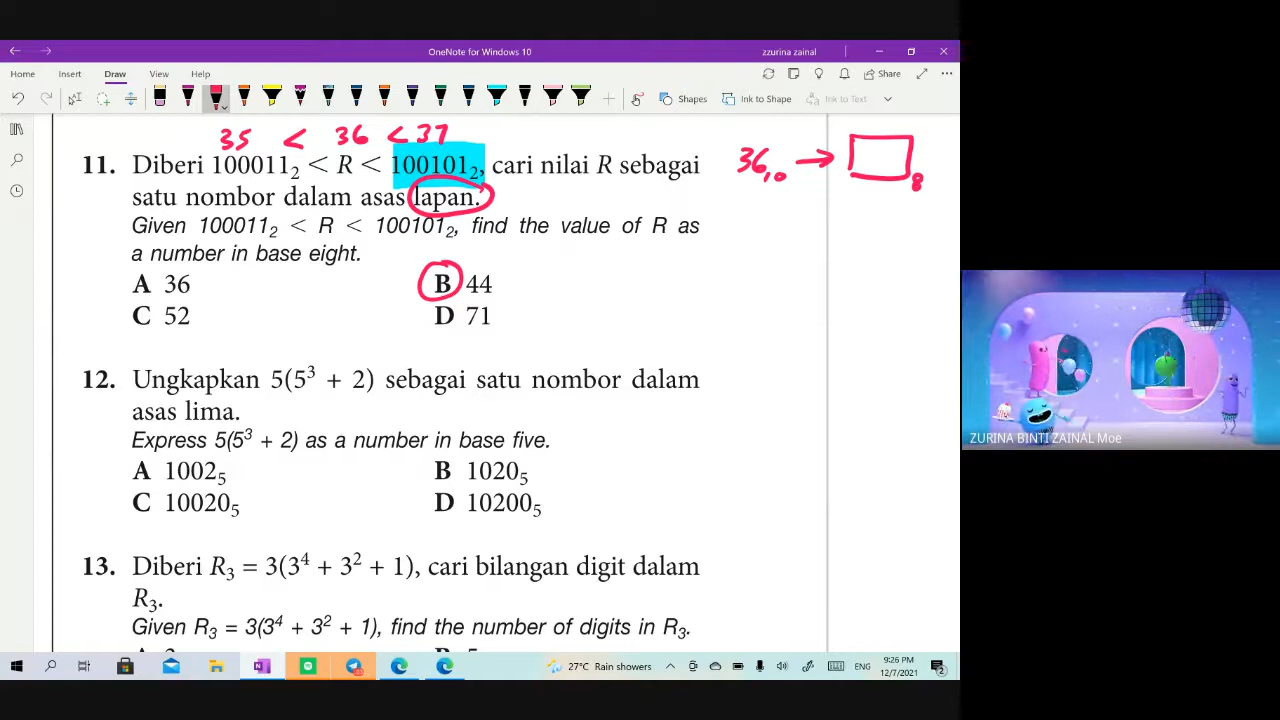 OneNote for Windows 10
zzurina zainal
Home Insert Draw View Help
Share
Shapes
Ink to Shape
Ink to Text
35 < 36 < 37
11. Diberi 100011₂ < R < 100101₂, cari nilai R sebagai
satu nombor dalam asas lapan.
36₁₀ → ☐₈
Given 100011₂ < R < 100101₂, find the value of R as
a number in base eight.
A 36 B 44
C 52 D 71
12. Ungkapkan 5(5³ + 2) sebagai satu nombor dalam
asas lima.
Express 5(5³ + 2) as a number in base five.
A 1002₅ B 1020₅
C 10020₅ D 10200₅
13. Diberi R₃ = 3(3⁴ + 3² + 1), cari bilangan digit dalam
R₃.
Given R₃ = 3(3⁴ + 3² + 1), find the number of digits in R₃.
ZURINA BINTI ZAINAL Moe
27°C Rain showers
ENG
9:26 PM
12/7/2021
2